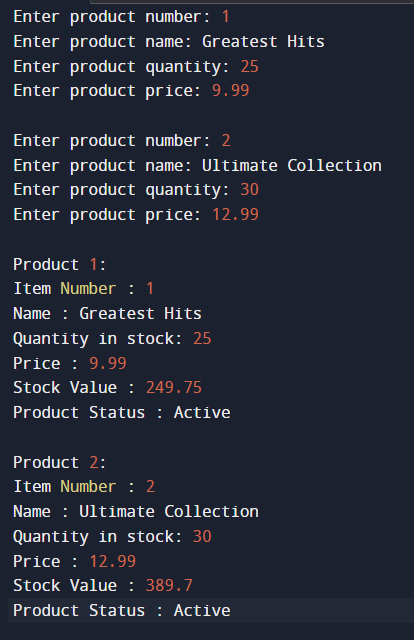 Enter product number: 1
Enter product name: Greatest Hits
Enter product quantity: 25
Enter product price: 9.99
Enter product number: 2
Enter product name: Ultimate Collection
Enter product quantity: 30
Enter product price: 12.99
Product 1:
Item Number : 1
Name : Greatest Hits
Quantity in stock: 25
Price : 9.99
Stock Value : 249.75
Product Status : Active
Product 2:
Item Number : 2
Name : Ultimate Collection
Quantity in stock: 30
Price : 12.99
Stock Value : 389.7
Product Status : Active